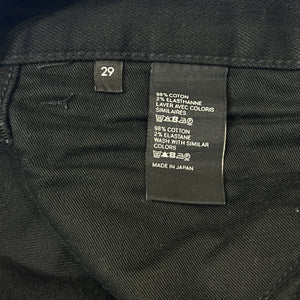 29
98% COTTON
2% ELASTHANNE
LAVER AVEC COLORIS
SIMILAIRES
98% COTTON
2% ELASTANE
WASH WITH SIMILAR
COLORS
MADE IN JAPAN